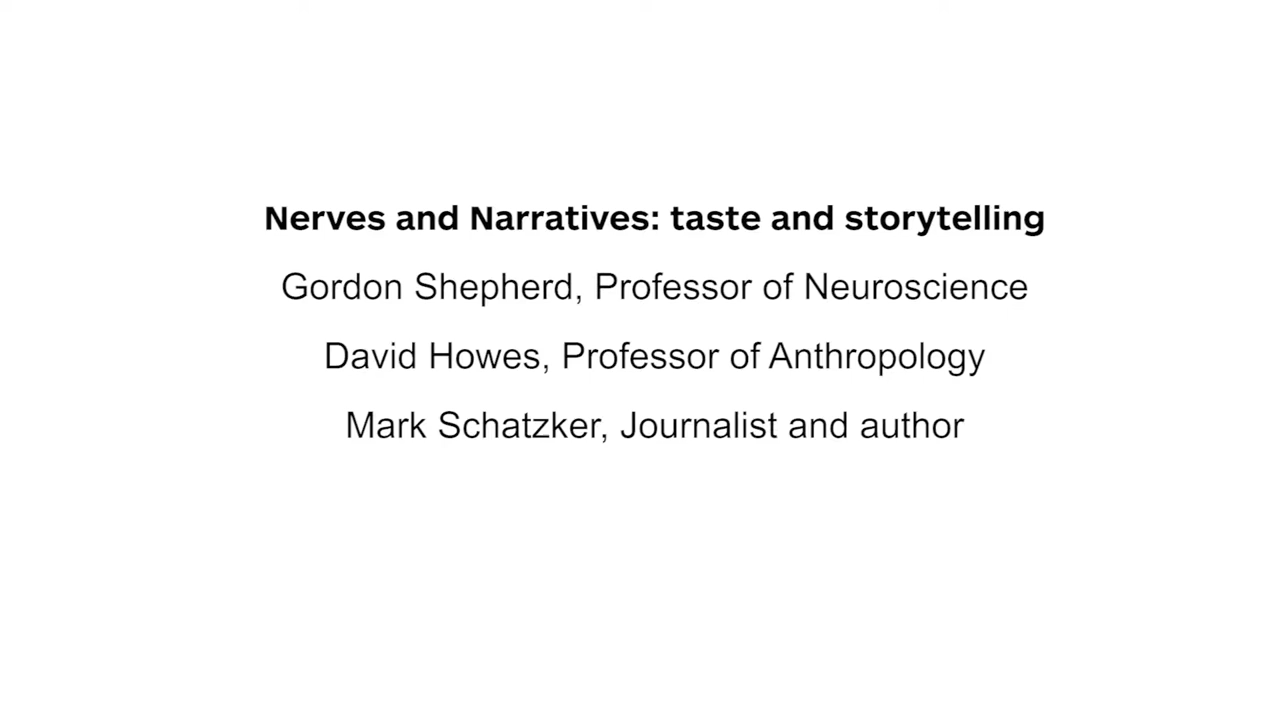 Nerves and Narratives: taste and storytelling
Gordon Shepherd, Professor of Neuroscience
David Howes, Professor of Anthropology
Mark Schatzker, Journalist and author